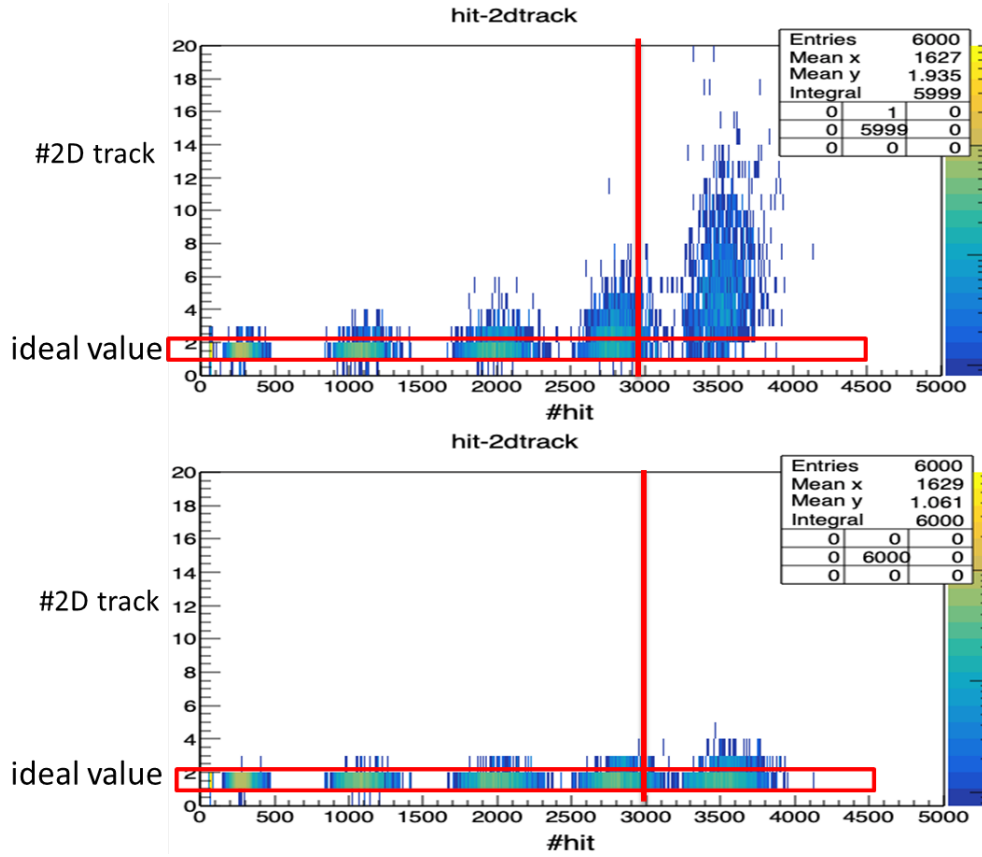 hit-2dtrack
Entries 6000
Mean x 1627
Mean y 1.935
Integral 5999
0 1 0
0 5999 0
0 0 0
#2D track
ideal value
20
18
16
14
12
10
8
6
4
2
0
0 500 1000 1500 2000 2500 3000 3500 4000 4500 5000
#hit
hit-2dtrack
Entries 6000
Mean x 1629
Mean y 1.061
Integral 6000
0 0 0
0 6000 0
0 0 0
#2D track
ideal value
20
18
16
14
12
10
8
6
4
2
0
0 500 1000 1500 2000 2500 3000 3500 4000 4500 5000
#hit